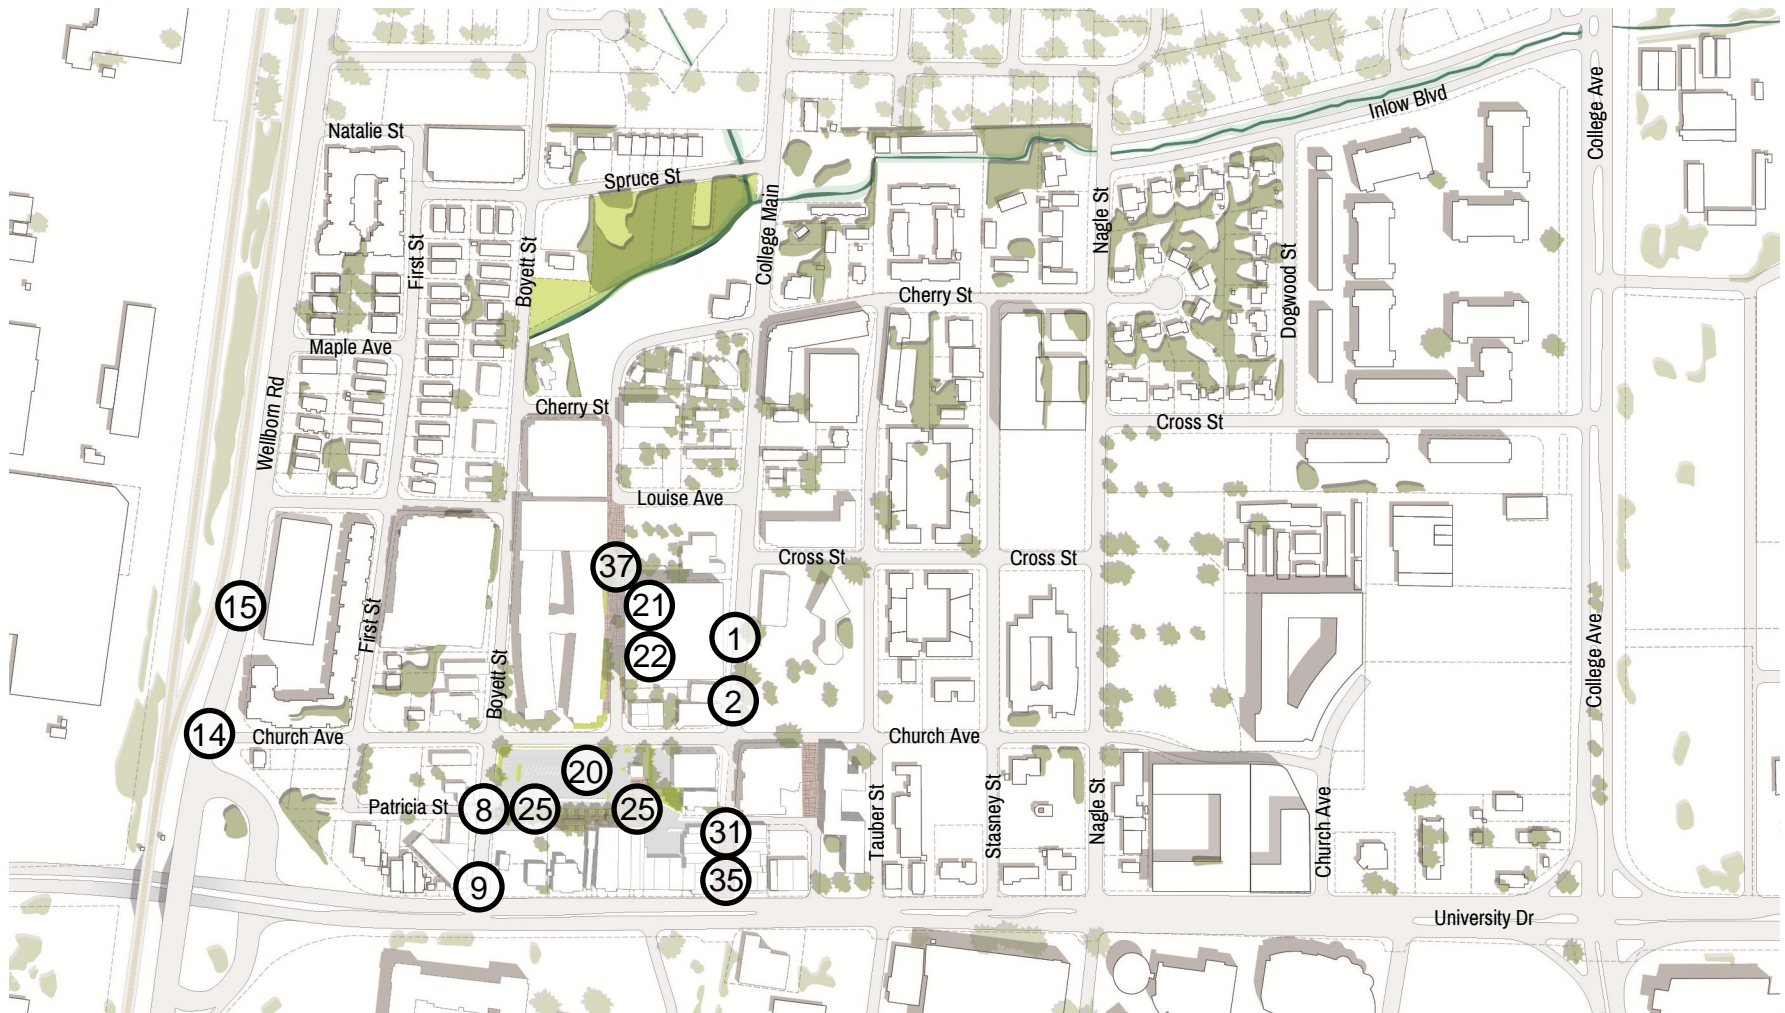 Natalie St
Inlow Blvd
College Ave
Spruce St
College Main
Nagle St
First St
Boyett St
Dogwood St
Cherry St
Maple Ave
Wellborn Rd
Cherry St
Cross St
Louise Ave
Cross St
Cross St
37
15
21
First St
1
22
Boyett St
College Ave
2
14
Church Ave
Church Ave
20
Patricia St
8
25
25
31
Tauber St
Stasney St
Nagle St
Church Ave
9
35
University Dr